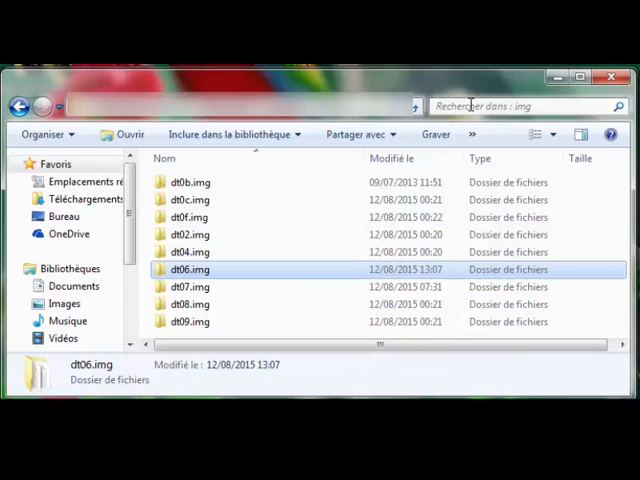 Rechercher dans : img
Organiser Ouvrir Inclure dans la bibliothèque Partager avec Graver »
Nom Modifié le Type Taille
Favoris
Emplacements ré
Téléchargements
Bureau
OneDrive
Bibliothèques
Documents
Images
Musique
Vidéos
dt0b.img 09/07/2013 11:51 Dossier de fichiers
dt0c.img 12/08/2015 00:21 Dossier de fichiers
dt0f.img 12/08/2015 00:22 Dossier de fichiers
dt02.img 12/08/2015 00:20 Dossier de fichiers
dt04.img 12/08/2015 00:20 Dossier de fichiers
dt06.img 12/08/2015 13:07 Dossier de fichiers
dt07.img 12/08/2015 07:31 Dossier de fichiers
dt08.img 12/08/2015 00:21 Dossier de fichiers
dt09.img 12/08/2015 00:21 Dossier de fichiers
dt06.img Modifié le : 12/08/2015 13:07
Dossier de fichiers